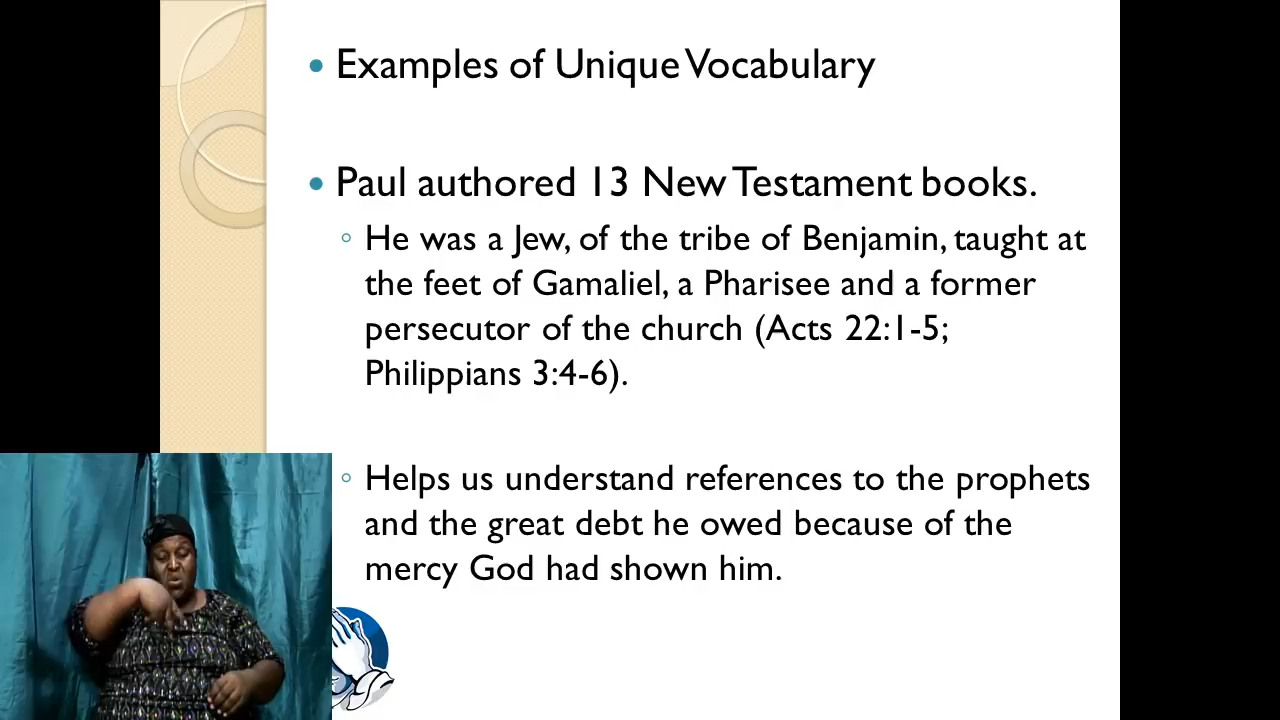 Examples of Unique Vocabulary
Paul authored 13 New Testament books.
He was a Jew, of the tribe of Benjamin, taught at
the feet of Gamaliel, a Pharisee and a former
persecutor of the church (Acts 22:1-5;
Philippians 3:4-6).
Helps us understand references to the prophets
and the great debt he owed because of the
mercy God had shown him.